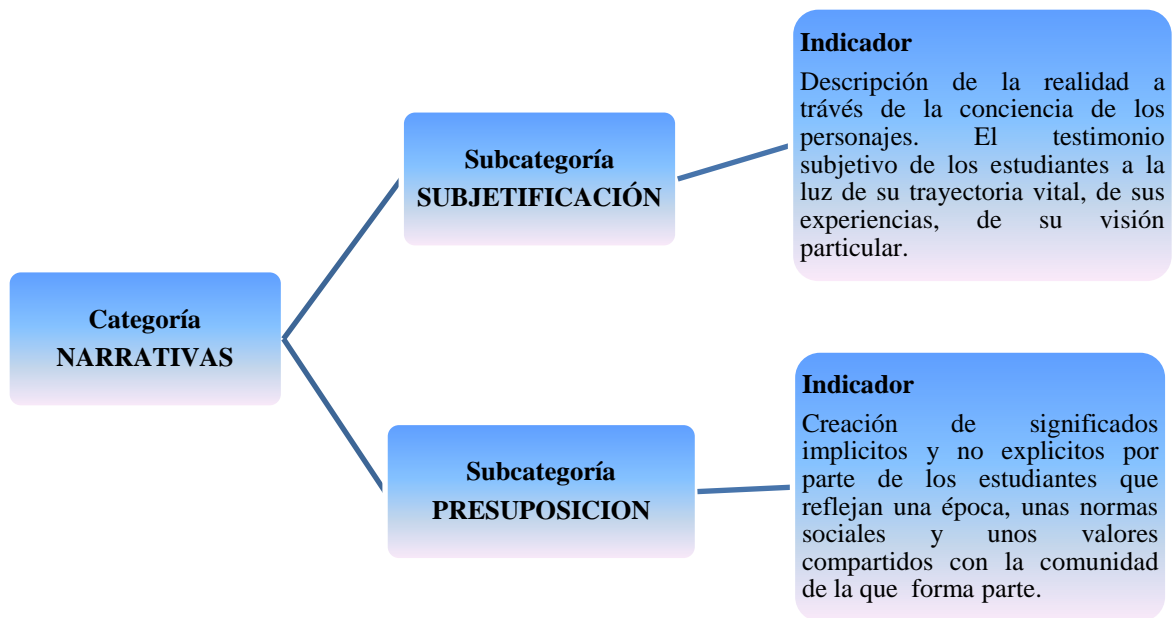 Indicador
Descripción de la realidad a
trávés de la conciencia de los
personajes. El testimonio
subjetivo de los estudiantes a la
luz de su trayectoria vital, de sus
experiencias, de su visión
particular.
Subcategoría
SUBJETIFICACIÓN
Categoría
NARRATIVAS
Subcategoría
PRESUPOSICION
Indicador
Creación de significados
implicitos y no explicitos por
parte de los estudiantes que
reflejan una época, unas normas
sociales y unos valores
compartidos con la comunidad
de la que forma parte.